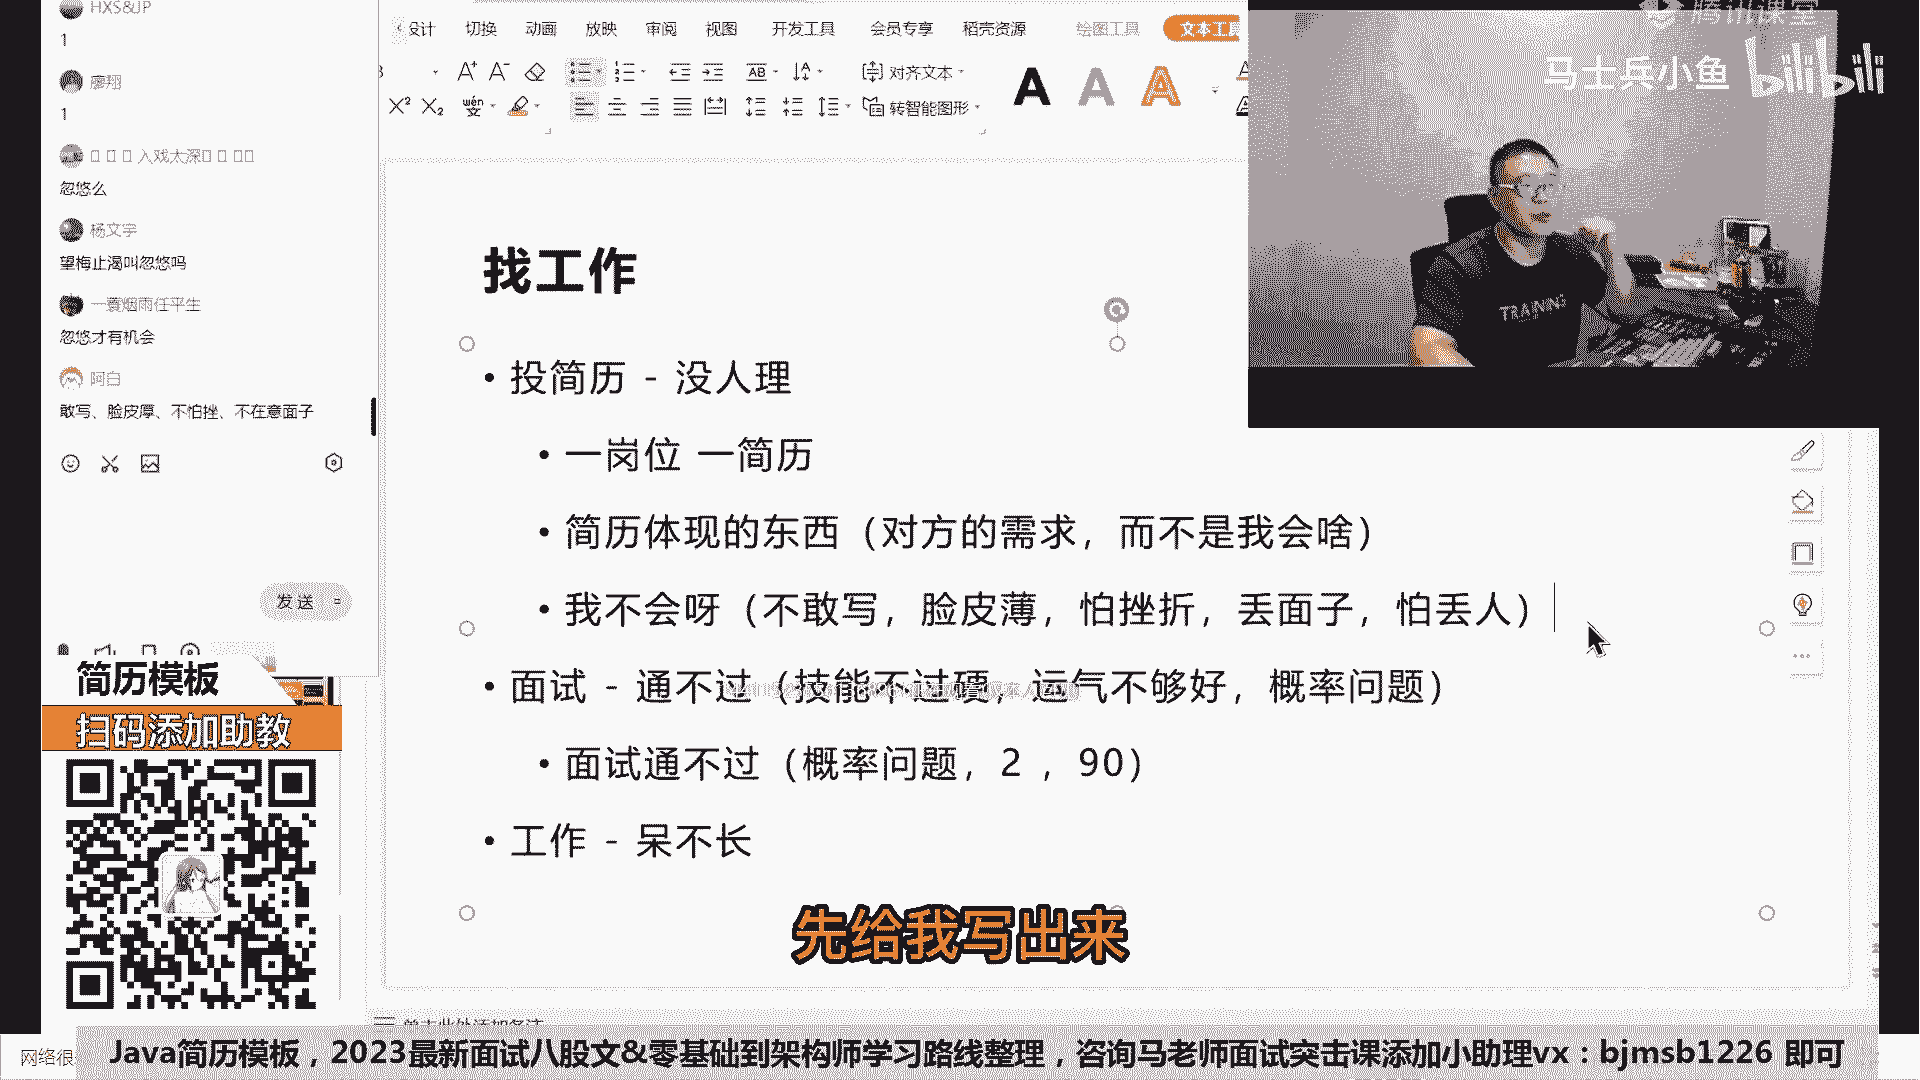 HXS&JP
1
廖翔
1
入戏太深
忽悠么
杨文宇
望梅止渴叫忽悠吗
一蓑烟雨任平生
忽悠才有机会
阿白
敢写、脸皮厚、不怕挫、不在意面子
发送
设计 切换 动画 放映 审阅 视图 开发工具 会员专享 稻壳资源 绘图工具 文本工具
对齐文本
转智能图形
腾讯课堂
马士兵小鱼 bilibili
TRAINING
找工作
• 投简历 - 没人理
• 一岗位 一简历
• 简历体现的东西（对方的需求，而不是我会啥）
• 我不会呀（不敢写，脸皮薄，怕挫折，丢面子，怕丢人）
• 面试 - 通不过（技能不过硬，运气不够好，概率问题）
• 面试通不过（概率问题，2 ，90）
• 工作 - 呆不长
先给我写出来
简历模板
扫码添加助教
单击此处添加备注
网络很
Java简历模板，2023最新面试八股文&零基础到架构师学习路线整理，咨询马老师面试突击课添加小助理vx：bjmsb1226 即可